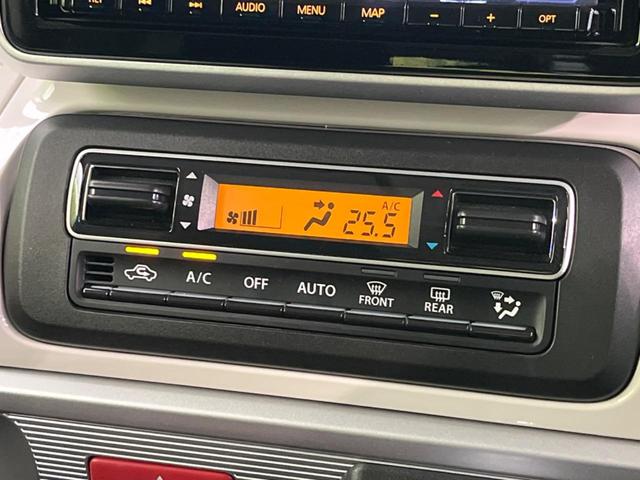 AUDIO MENU MAP - + OPT
A/C
25.5
A/C OFF AUTO FRONT REAR